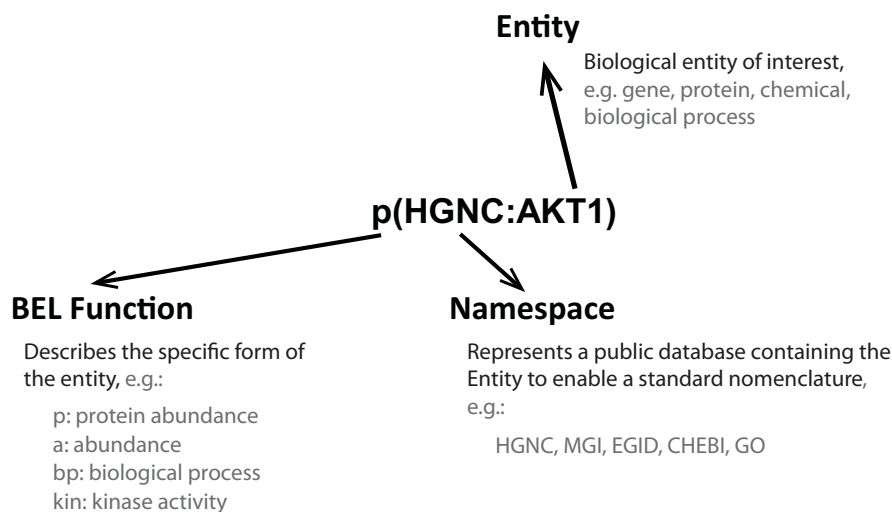 Entity
Biological entity of interest,
e.g. gene, protein, chemical,
biological process
p(HGNC:AKT1)
BEL Function
Describes the specific form of
the entity, e.g.:
p: protein abundance
a: abundance
bp: biological process
kin: kinase activity
Namespace
Represents a public database containing the
Entity to enable a standard nomenclature,
e.g.:
HGNC, MGI, EGID, CHEBI, GO